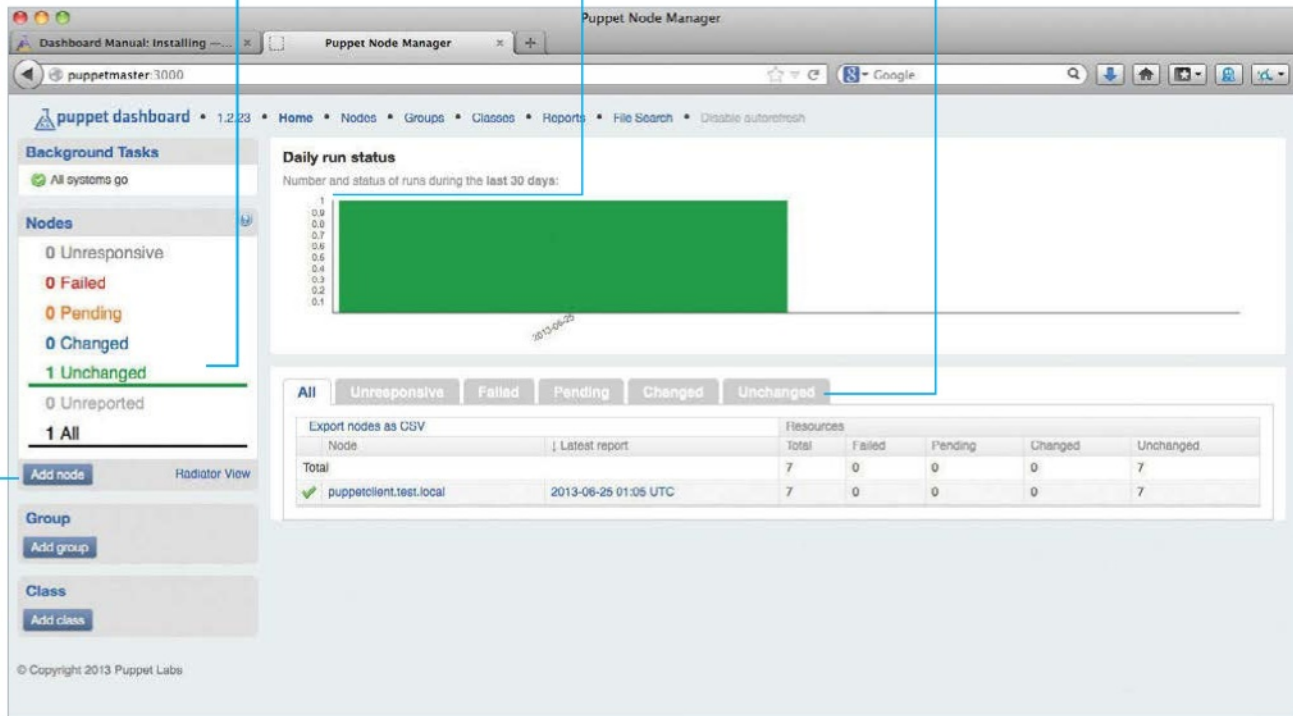 Puppet Node Manager
Dashboard Manual: Installing —...
Puppet Node Manager
puppetmaster:3000
Google
puppet dashboard • 1.2.23 • Home • Nodes • Groups • Classes • Reports • File Search • Disable autorefresh
Background Tasks
All systems go
Nodes
0 Unresponsive
0 Failed
0 Pending
0 Changed
1 Unchanged
0 Unreported
1 All
Add node
Radiator View
Group
Add group
Class
Add class
© Copyright 2013 Puppet Labs
Daily run status
Number and status of runs during the last 30 days:
1
0.9
0.8
0.7
0.6
0.5
0.4
0.3
0.2
0.1
2013-06-25
All Unresponsive Failed Pending Changed Unchanged
Export nodes as CSV
Resources
Node ↓ Latest report Total Failed Pending Changed Unchanged
Total 7 0 0 0 7
puppetclient.test.local 2013-06-25 01:05 UTC 7 0 0 0 7